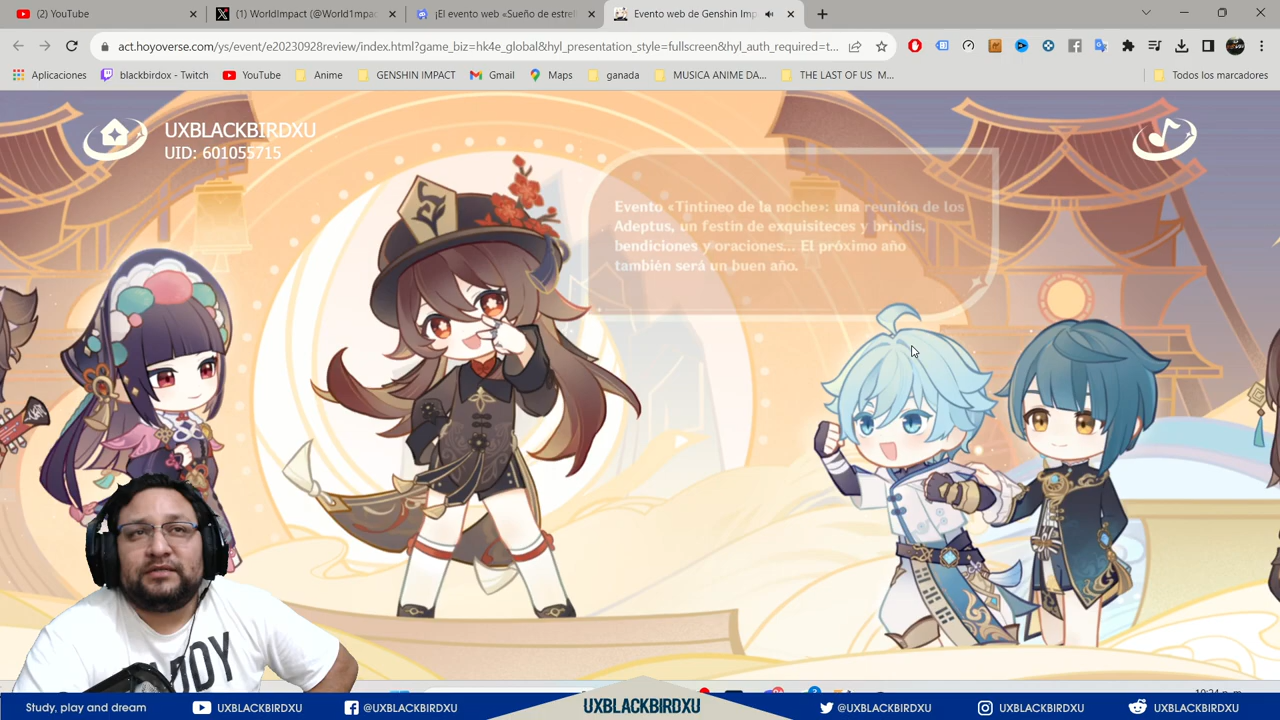 (2) YouTube
(1) WorldImpact (@World1mpac
¡El evento web «Sueño de estrel
Evento web de Genshin Imp
act.hoyoverse.com/ys/event/e20230928review/index.html?game_biz=hk4e_global&hyl_presentation_style=fullscreen&hyl_auth_required=t...
Aplicaciones
blackbirdox - Twitch
YouTube
Anime
GENSHIN IMPACT
Gmail
Maps
ganada
MUSICA ANIME DA...
THE LAST OF US M...
Todos los marcadores
UXBLACKBIRDXU
UID: 601055715
Evento «Tintineo de la noche»: una reunión de los
Adeptus, un festín de exquisiteces y brindis,
bendiciones y oraciones... El próximo año
también será un buen año.
Study, play and dream
UXBLACKBIRDXU
@UXBLACKBIRDXU
UXBLACKBIRDXU
@UXBLACKBIRDXU
@UXBLACKBIRDXU
UXBLACKBIRDXU